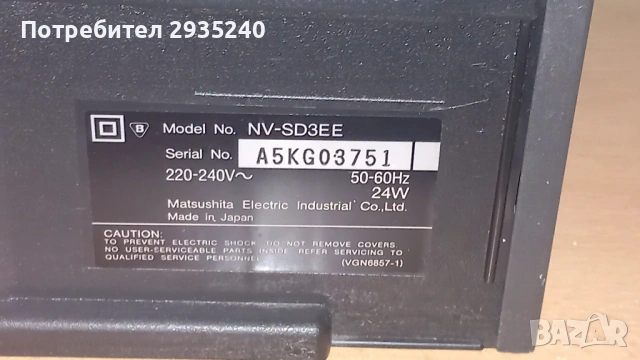 Потребител 2935240
B Model No. NV-SD3EE
Serial No. A5KG03751
220-240V~ 50-60Hz
24W
Matsushita Electric Industrial Co., Ltd.
Made in Japan
CAUTION:
TO PREVENT ELECTRIC SHOCK DO NOT REMOVE COVERS.
NO USER-SERVICEABLE PARTS INSIDE. REFER SERVICING TO
QUALIFIED SERVICE PERSONNEL. (VGN6857-1)
BAZAR